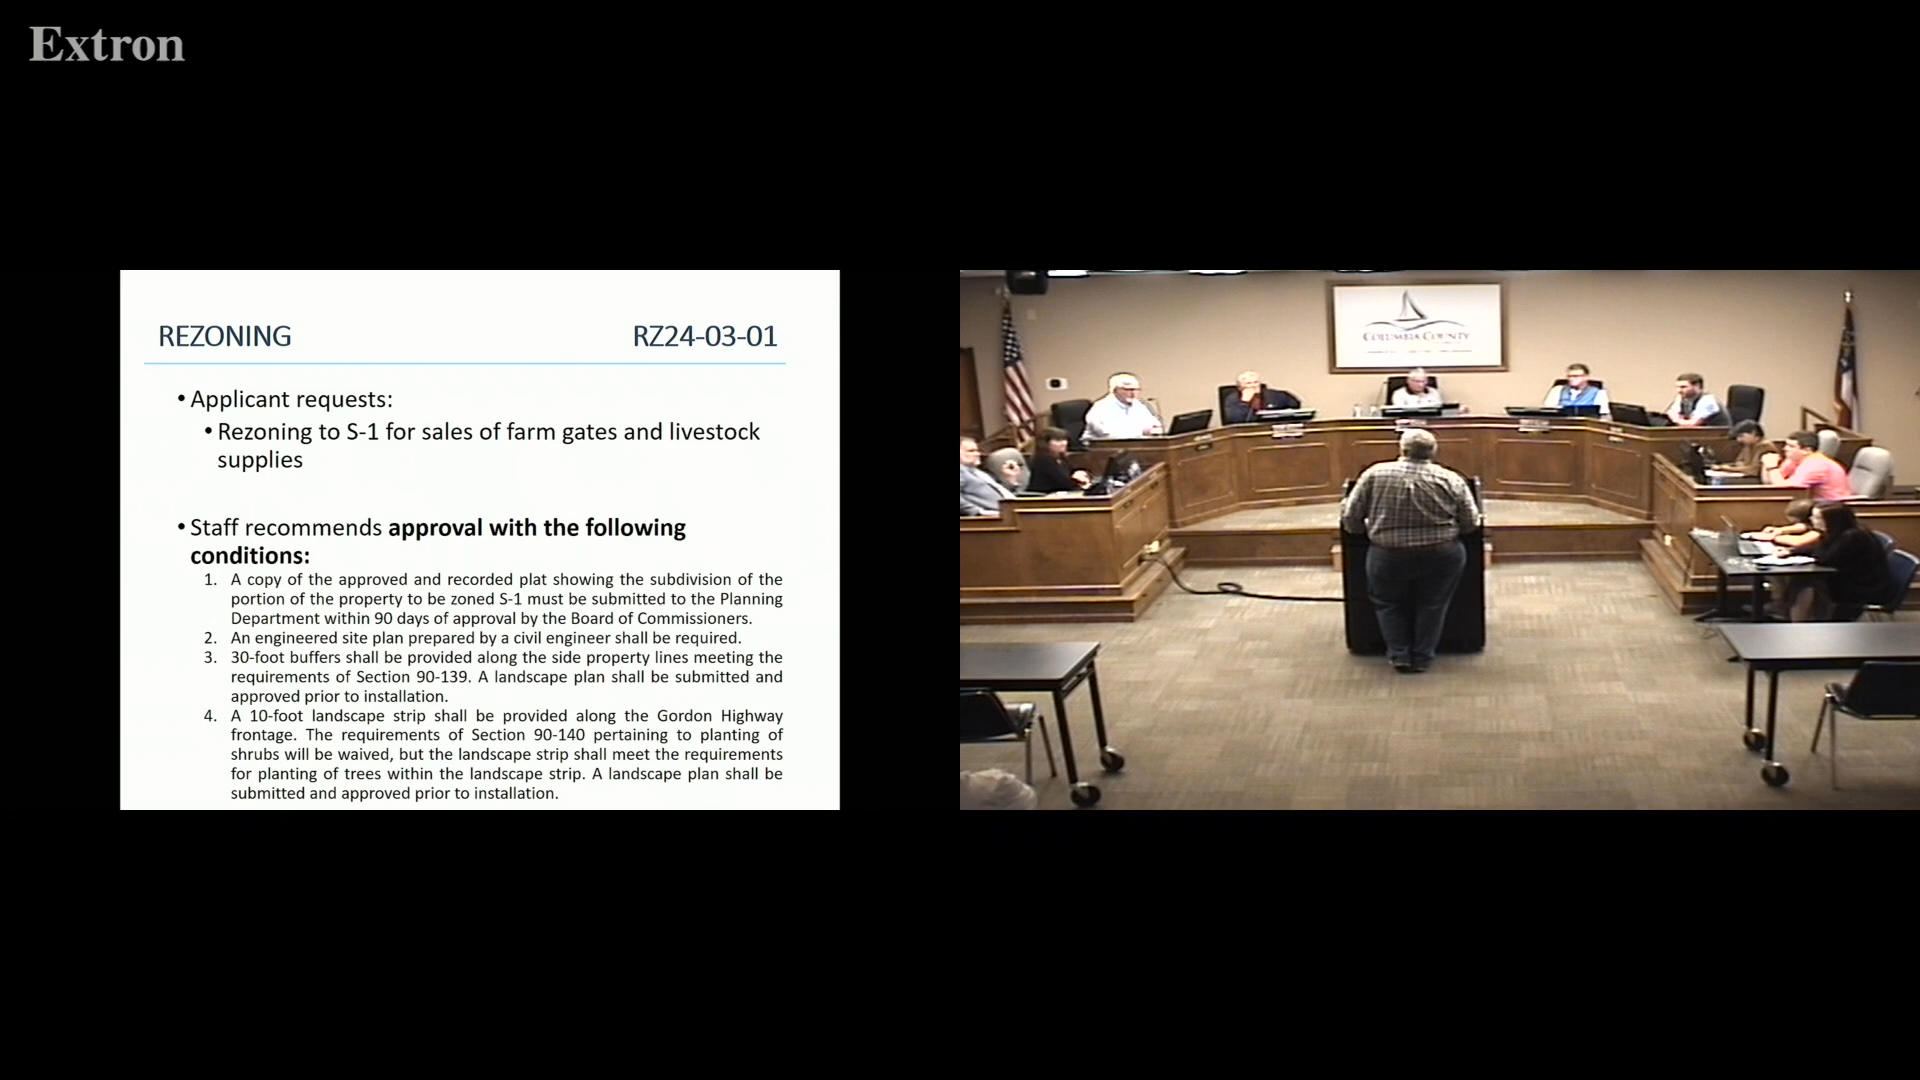 Extron
REZONING RZ24-03-01
• Applicant requests:
• Rezoning to S-1 for sales of farm gates and livestock
supplies
• Staff recommends approval with the following
conditions:
1. A copy of the approved and recorded plat showing the subdivision of the
portion of the property to be zoned S-1 must be submitted to the Planning
Department within 90 days of approval by the Board of Commissioners.
2. An engineered site plan prepared by a civil engineer shall be required.
3. 30-foot buffers shall be provided along the side property lines meeting the
requirements of Section 90-139. A landscape plan shall be submitted and
approved prior to installation.
4. A 10-foot landscape strip shall be provided along the Gordon Highway
frontage. The requirements of Section 90-140 pertaining to planting of
shrubs will be waived, but the landscape strip shall meet the requirements
for planting of trees within the landscape strip. A landscape plan shall be
submitted and approved prior to installation.
COLUMBIA COUNTY